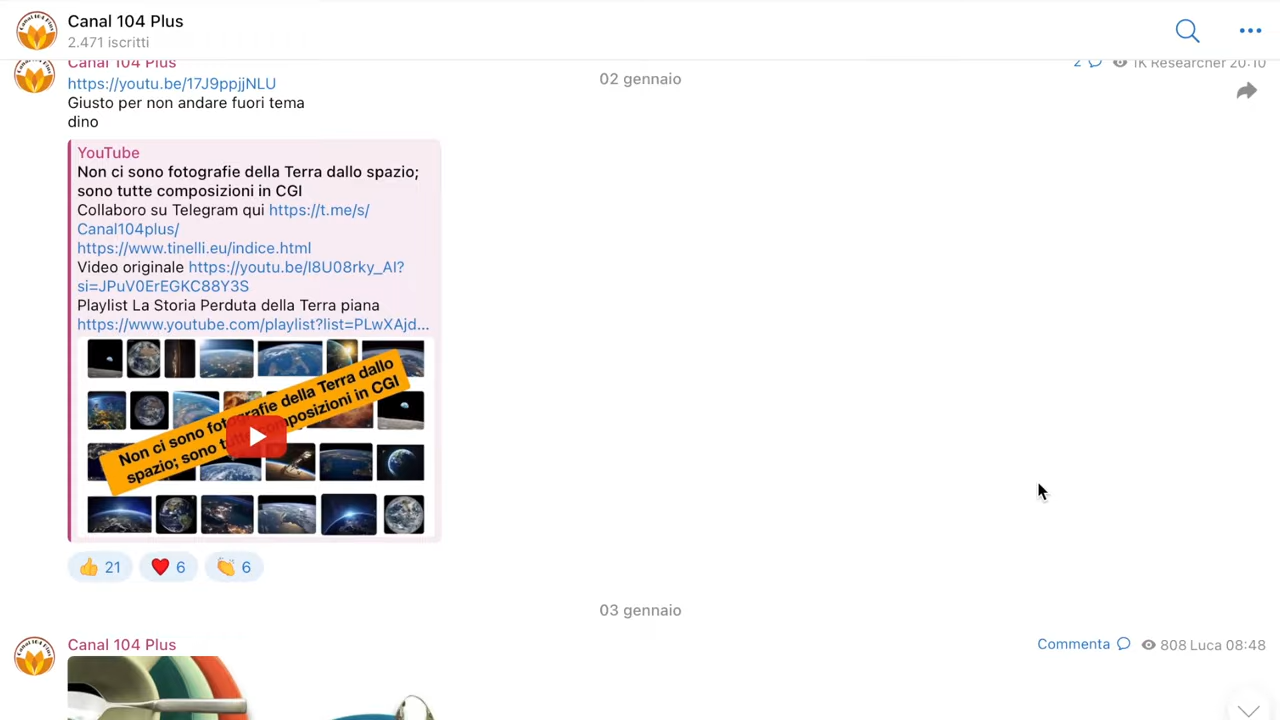 Canal 104 Plus
2.471 iscritti
Canal 104 Plus
2 1K Researcher 20:10
02 gennaio
https://youtu.be/17J9ppjjNLU
Giusto per non andare fuori tema
dino
YouTube
Non ci sono fotografie della Terra dallo spazio;
sono tutte composizioni in CGI
Collaboro su Telegram qui https://t.me/s/
Canal104plus/
https://www.tinelli.eu/indice.html
Video originale https://youtu.be/I8U08rky_AI?
si=JPuV0ErEGKC88Y3S
Playlist La Storia Perduta della Terra piana
https://www.youtube.com/playlist?list=PLwXAjd...
Non ci sono fotografie della Terra dallo
spazio; sono tutte composizioni in CGI
21 6 6
03 gennaio
Canal 104 Plus
Commenta 808 Luca 08:48